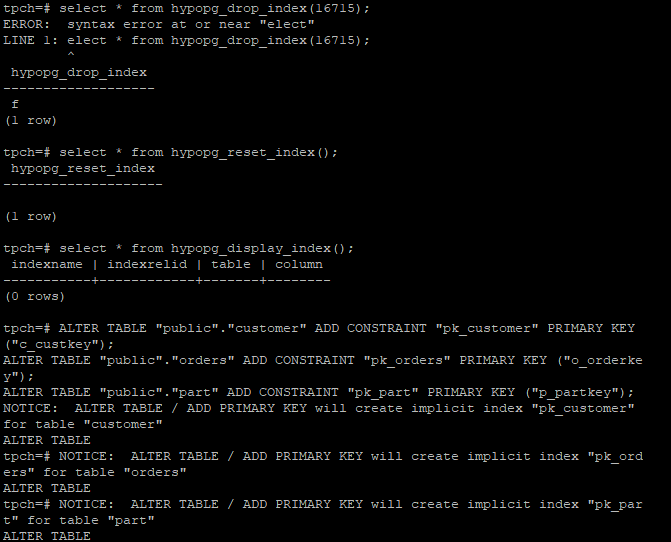 tpch=# select * from hypopg_drop_index(16715);
ERROR:  syntax error at or near "elect"
LINE 1: elect * from hypopg_drop_index(16715);
        ^
 hypopg_drop_index
-------------------
 f
(1 row)

tpch=# select * from hypopg_reset_index();
 hypopg_reset_index
--------------------

(1 row)

tpch=# select * from hypopg_display_index();
 indexname | indexrelid | table | column
-----------+------------+-------+--------
(0 rows)

tpch=# ALTER TABLE "public"."customer" ADD CONSTRAINT "pk_customer" PRIMARY KEY
("c_custkey");
ALTER TABLE "public"."orders" ADD CONSTRAINT "pk_orders" PRIMARY KEY ("o_orderke
y");
ALTER TABLE "public"."part" ADD CONSTRAINT "pk_part" PRIMARY KEY ("p_partkey");
NOTICE:  ALTER TABLE / ADD PRIMARY KEY will create implicit index "pk_customer"
for table "customer"
ALTER TABLE
tpch=# NOTICE:  ALTER TABLE / ADD PRIMARY KEY will create implicit index "pk_ord
ers" for table "orders"
ALTER TABLE
tpch=# NOTICE:  ALTER TABLE / ADD PRIMARY KEY will create implicit index "pk_par
t" for table "part"
ALTER TABLE